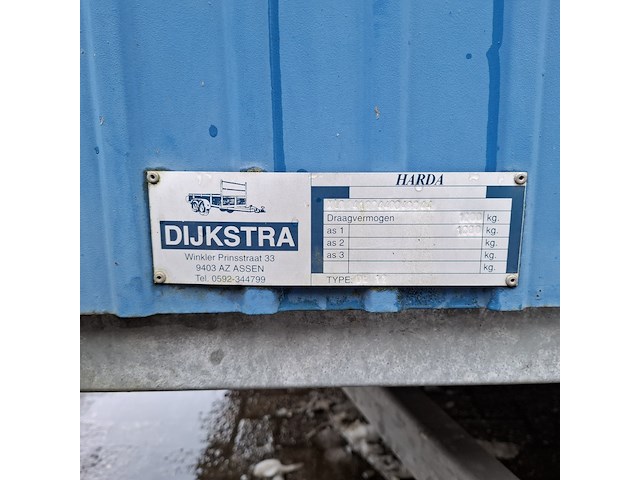 HARDA
DIJKSTRA
Winkler Prinsstraat 33
9403 AZ ASSEN
Tel. 0592-344799
Draagvermogen kg.
as 1 kg.
as 2 kg.
as 3 kg.
kg.
TYPE: